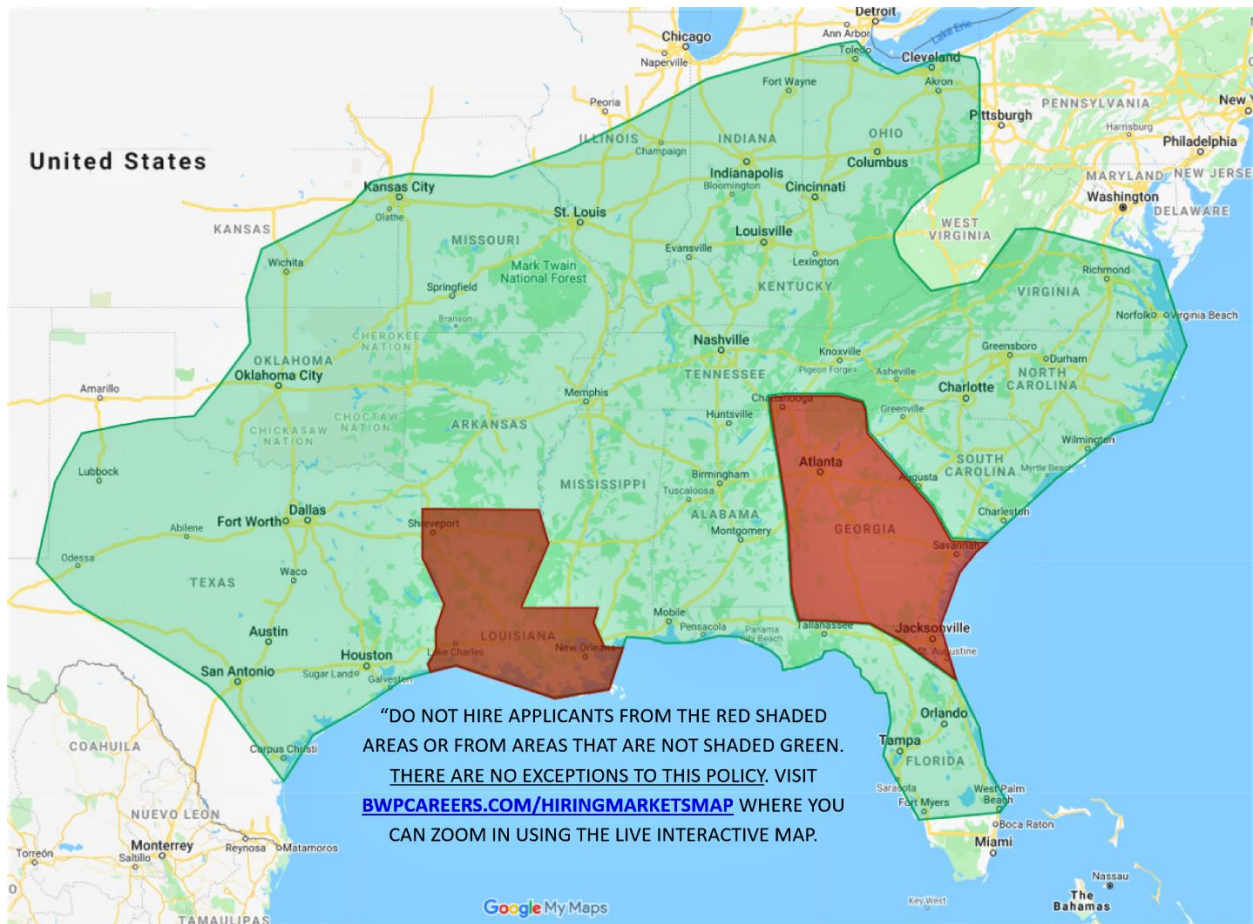 Detroit
Ann Arbor
Lake Erie
Chicago
Naperville
Toledo
Cleveland
Fort Wayne
Akron
Peoria
PENNSYLVANIA
New Y
Pittsburgh
ILLINOIS
INDIANA
OHIO
Harrisburg
Champaign
Philadelphia
United States
Columbus
Indianapolis
Bloomington
MARYLAND
NEW JERSE
Kansas City
Cincinnati
Washington
Olathe
St. Louis
DELAWARE
KANSAS
WEST
VIRGINIA
MISSOURI
Louisville
Evansville
Lexington
Wichita
Mark Twain
National Forest
Richmond
Springfield
KENTUCKY
VIRGINIA
Branson
Norfolk
Virginia Beach
CHEROKEE
NATION
Nashville
Knoxville
Greensboro
Durham
OKLAHOMA
Oklahoma City
Pigeon Forge
Asheville
NORTH
CAROLINA
TENNESSEE
Amarillo
Memphis
Charlotte
Chattanooga
CHOCTAW
NATION
Huntsville
Greenville
CHICKASAW
NATION
ARKANSAS
Wilmington
SOUTH
CAROLINA
Lubbock
Atlanta
Myrtle Beach
Birmingham
Augusta
MISSISSIPPI
Tuscaloosa
Charleston
Dallas
Fort Worth
ALABAMA
Abilene
Shreveport
Montgomery
GEORGIA
Savannah
Odessa
Waco
TEXAS
Mobile
Pensacola
Panama
City Beach
Tallahassee
Jacksonville
Austin
LOUISIANA
St. Augustine
Lake Charles
New Orleans
Houston
San Antonio
Sugar Land
Galveston
Orlando
Corpus Christi
Tampa
FLORIDA
COAHUILA
Sarasota
West Palm
Beach
Fort Myers
NUEVO LEON
Boca Raton
Monterrey
Reynosa
Matamoros
Miami
Torreón
Saltillo
Nassau
The
Bahamas
Key West
TAMAULIPAS
“DO NOT HIRE APPLICANTS FROM THE RED SHADED
AREAS OR FROM AREAS THAT ARE NOT SHADED GREEN.
THERE ARE NO EXCEPTIONS TO THIS POLICY. VISIT
BWPCAREERS.COM/HIRINGMARKETSMAP WHERE YOU
CAN ZOOM IN USING THE LIVE INTERACTIVE MAP.
Google My Maps